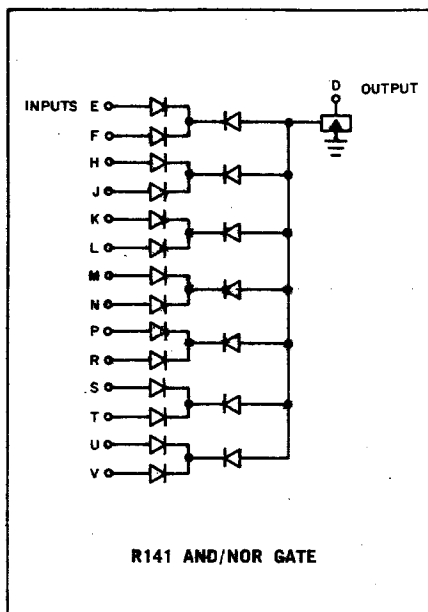 D OUTPUT
INPUTS E
F
H
J
K
L
M
N
P
R
S
T
U
V
R141 AND/NOR GATE